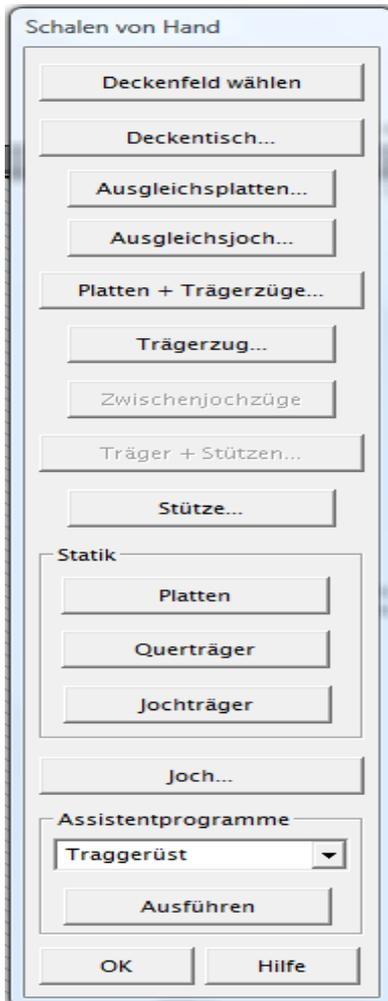 Schalen von Hand
Deckenfeld wählen
Deckentisch...
Ausgleichsplatten...
Ausgleichsjoch...
Platten + Trägerzüge...
Trägerzug...
Zwischenjochzüge
Träger + Stützen...
Stütze...
Statik
Platten
Querträger
Jochträger
Joch...
Assistentprogramme
Traggerüst
Ausführen
OK Hilfe